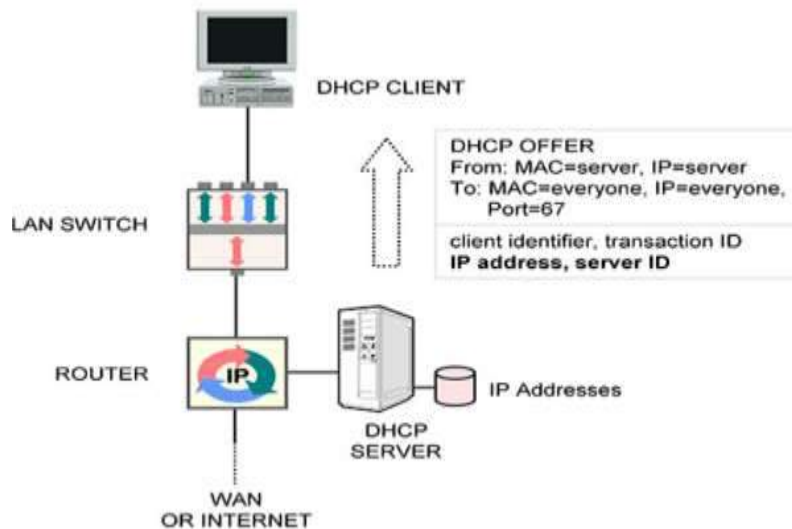 DHCP CLIENT
DHCP OFFER
From: MAC=server, IP=server
To: MAC=everyone, IP=everyone,
Port=67
client identifier, transaction ID
IP address, server ID
LAN SWITCH
ROUTER
IP
IP Addresses
DHCP
SERVER
WAN
OR INTERNET